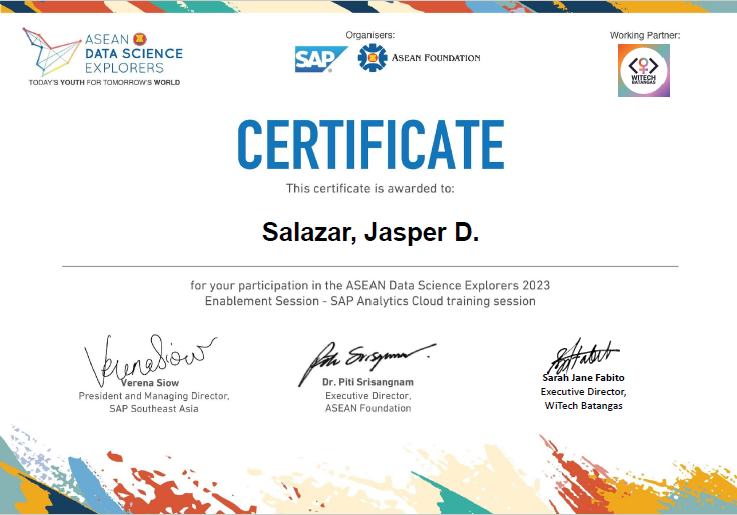 ASEAN
DATA SCIENCE
EXPLORERS
TODAY'S YOUTH FOR TOMORROW'S WORLD
Organisers:
SAP
ASEAN FOUNDATION
Working Partner:
WITECH
BATANGAS
CERTIFICATE
This certificate is awarded to:
Salazar, Jasper D.
for your participation in the ASEAN Data Science Explorers 2023
Enablement Session - SAP Analytics Cloud training session
Verena Siow
Verena Siow
President and Managing Director,
SAP Southeast Asia
Dr. Piti Srisangnam
Executive Director,
ASEAN Foundation
Sarah Jane Fabito
Executive Director,
WiTech Batangas